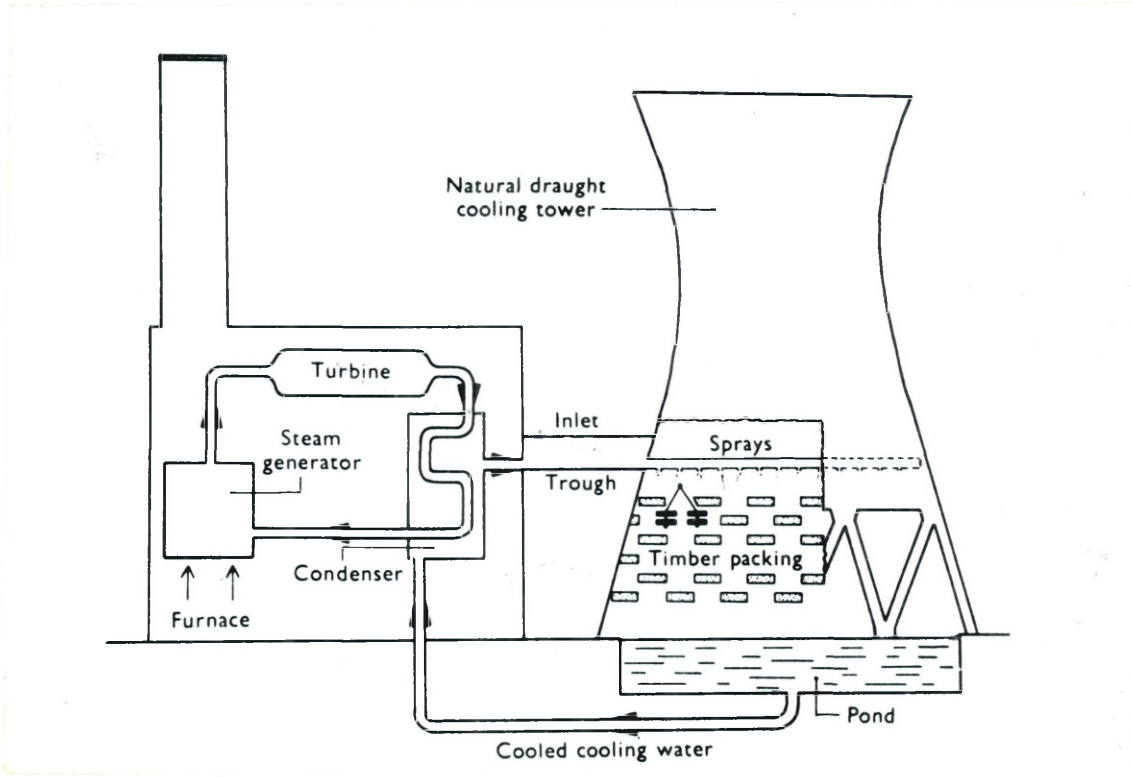 Natural draught
cooling tower
Turbine
Inlet
Steam
generator
Sprays
Trough
Timber packing
Condenser
Furnace
Pond
Cooled cooling water